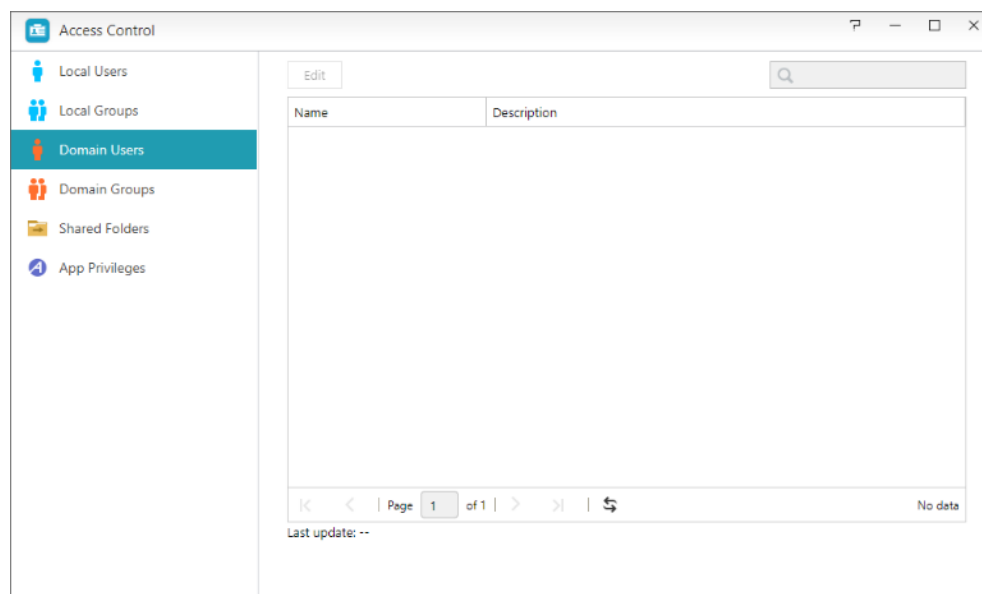 Access Control
Local Users
Local Groups
Domain Users
Domain Groups
Shared Folders
App Privileges
Edit
Name Description
Page 1 of 1 No data
Last update: --